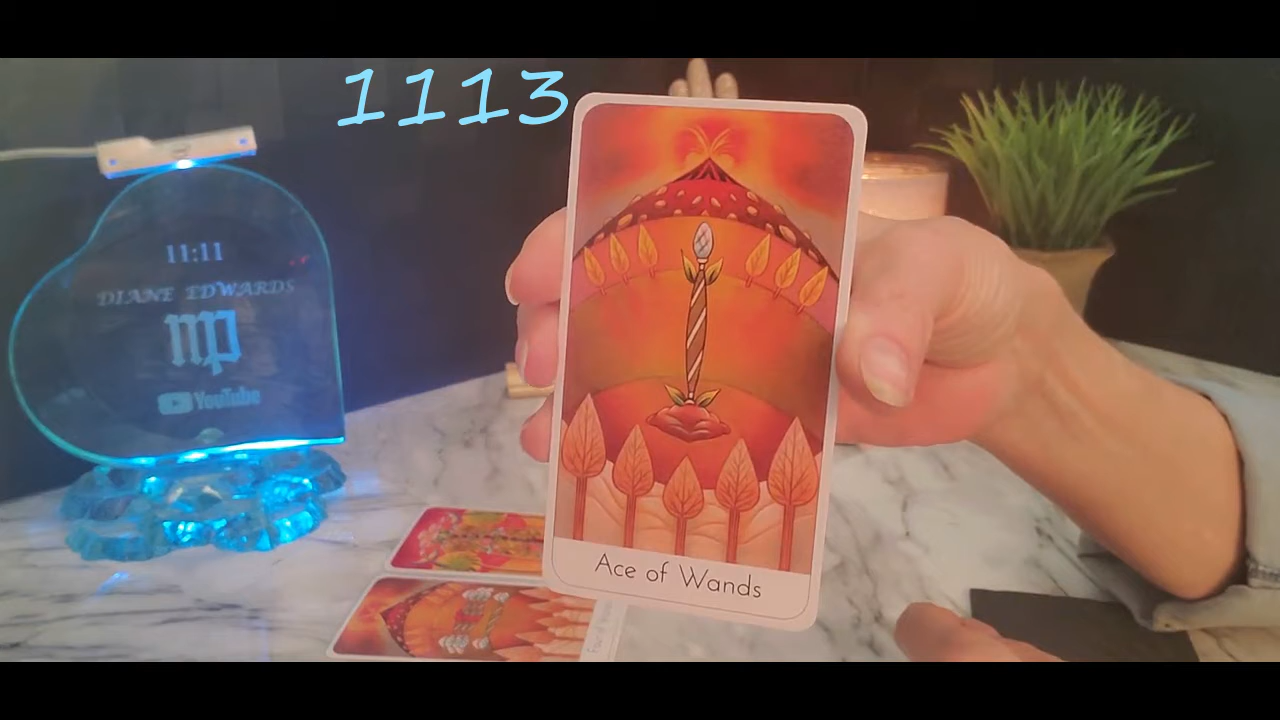 1113
11:11
DIANE EDWARDS
YouTube
Ace of Wands